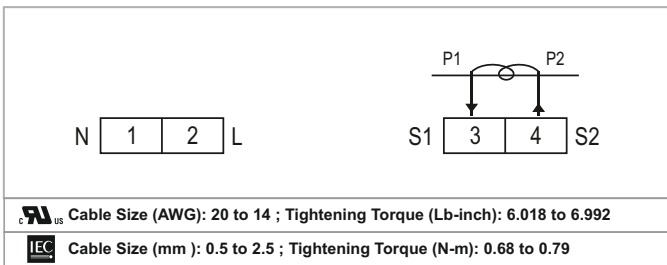 P1 P2
N 1 2 L
S1 3 4 S2
c RU us Cable Size (AWG): 20 to 14 ; Tightening Torque (Lb-inch): 6.018 to 6.992
IEC Cable Size (mm ): 0.5 to 2.5 ; Tightening Torque (N-m): 0.68 to 0.79